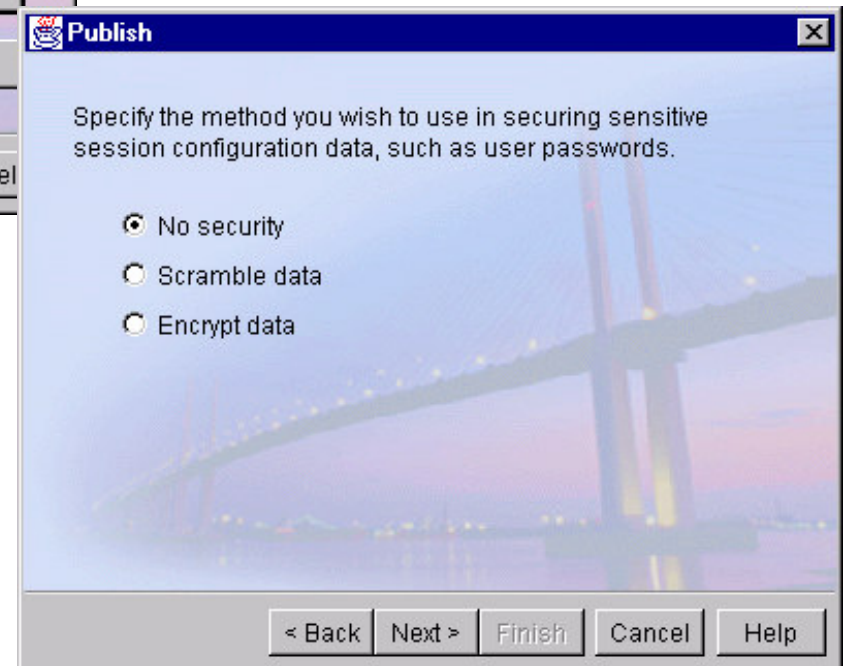 Publish
Specify the method you wish to use in securing sensitive
session configuration data, such as user passwords.
No security
Scramble data
Encrypt data
el
< Back Next > Finish Cancel Help